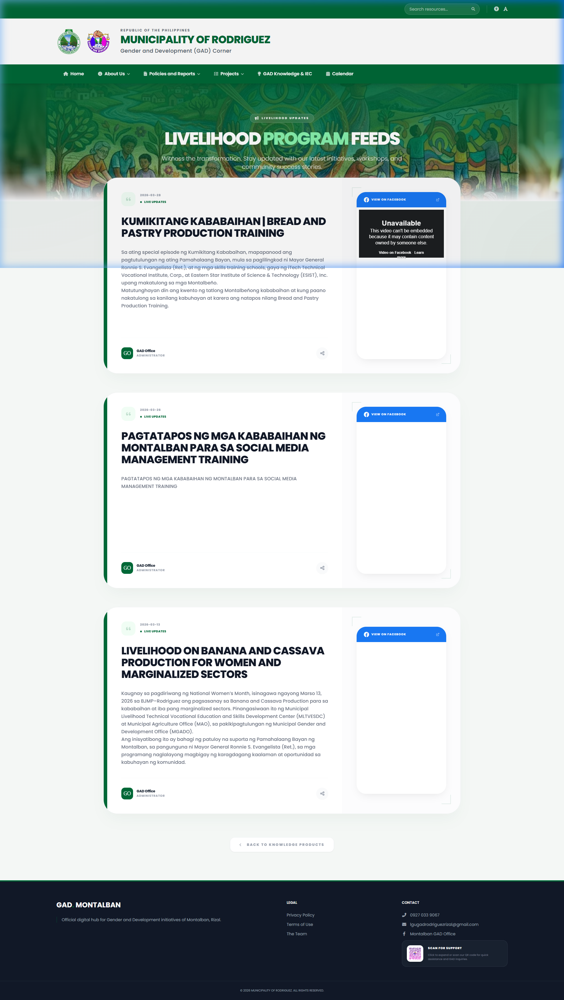 Search resources...
REPUBLIC OF THE PHILIPPINES
MUNICIPALITY OF RODRIGUEZ
Gender and Development (GAD) Corner
Home
About Us
Policies and Reports
Projects
GAD Knowledge & IEC
Calendar
LIVELIHOOD UPDATES
LIVELIHOOD PROGRAM FEEDS
Witness the transformation. Stay updated with our latest initiatives, workshops, and
community success stories.
2026-03-28
LIVE UPDATES
KUMIKITANG KABABAIHAN | BREAD AND
PASTRY PRODUCTION TRAINING
Sa ating special episode ng Kumikitang Kababaihan, mapapanood ang
pagtutulungan ng ating Pamahalaang Bayan, mula sa paglilingkod ni Mayor General
Ronnie S. Evangelista (Ret.), at ng mga skills training schools, gaya ng iTech Technical
Vocational Institute, Corp., at Eastern Star Institute of Science & Technology (ESIST), Inc.
upang makatulong sa mga Montalbeño.
Matutunghayan din ang kwento ng tatlong Montalbeñong kababaihan at kung paano
nakatulong sa kanilang kabuhayan at karera ang natapos nilang Bread and Pastry
Production Training.
GO
GAD Office
ADMINISTRATOR
VIEW ON FACEBOOK
Unavailable
This video can't be embedded
because it may contain content
owned by someone else.
Video on Facebook · Learn
more
2026-03-26
LIVE UPDATES
PAGTATAPOS NG MGA KABABAIHAN NG
MONTALBAN PARA SA SOCIAL MEDIA
MANAGEMENT TRAINING
PAGTATAPOS NG MGA KABABAIHAN NG MONTALBAN PARA SA SOCIAL MEDIA
MANAGEMENT TRAINING
GO
GAD Office
ADMINISTRATOR
VIEW ON FACEBOOK
2026-03-13
LIVE UPDATES
LIVELIHOOD ON BANANA AND CASSAVA
PRODUCTION FOR WOMEN AND
MARGINALIZED SECTORS
Kaugnay sa pagdiriwang ng National Women's Month, isinagawa ngayong Marso 13,
2026 sa BJMP–Rodriguez ang pagsasanay sa Banana and Cassava Production para sa
kababaihan at iba pang marginalized sectors. Pinangasiwaan ito ng Municipal
Livelihood Technical Vocational Education and Skills Development Center (MLTVESDC)
at Municipal Agriculture Office (MAO), sa pakikipagtulungan ng Municipal Gender and
Development Office (MGADO).
Ang inisyatibong ito ay bahagi ng patuloy na suporta ng Pamahalaang Bayan ng
Montalban, sa pangunguna ni Mayor General Ronnie S. Evangelista (Ret.), sa mga
programang naglalayong magbigay ng karagdagang kaalaman at oportunidad sa
kabuhayan ng komunidad.
GO
GAD Office
ADMINISTRATOR
VIEW ON FACEBOOK
BACK TO KNOWLEDGE PRODUCTS
GAD. MONTALBAN
Official digital hub for Gender and Development initiatives of Montalban, Rizal.
LEGAL
Privacy Policy
Terms of Use
The Team
CONTACT
0927 033 9067
lgugadrodriguezrizal@gmail.com
Montalban GAD Office
SCAN FOR SUPPORT
Click to expand or scan our QR code for quick
assistance and GAD inquiries.
© 2026 MUNICIPALITY OF RODRIGUEZ. ALL RIGHTS RESERVED.